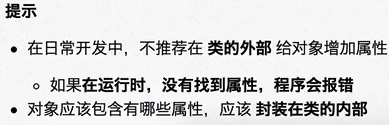 提示
在日常开发中，不推荐在 类的外部 给对象增加属性
如果在运行时，没有找到属性，程序会报错
对象应该包含有哪些属性，应该 封装在类的内部